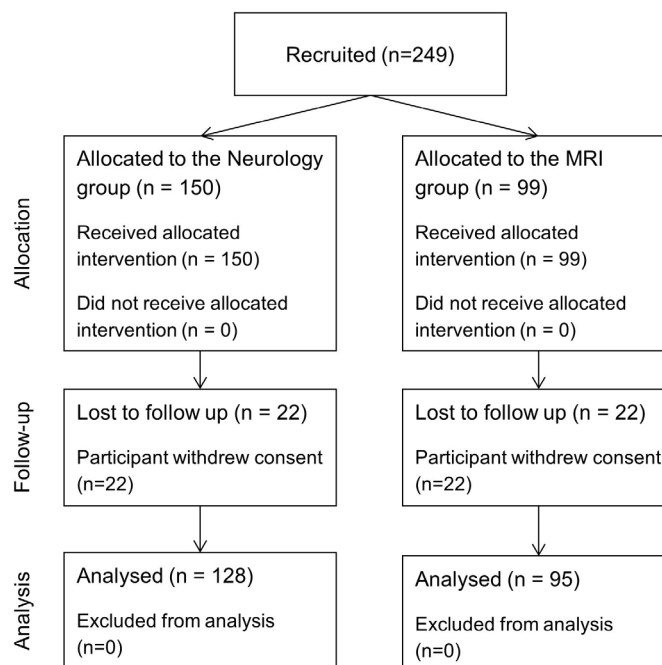 Recruited (n=249)
Allocation
Allocated to the Neurology
group (n = 150)
Received allocated
intervention (n = 150)
Did not receive allocated
intervention (n = 0)
Allocated to the MRI
group (n = 99)
Received allocated
intervention (n = 99)
Did not receive allocated
intervention (n = 0)
Follow-up
Lost to follow up (n = 22)
Participant withdrew consent
(n=22)
Lost to follow up (n = 22)
Participant withdrew consent
(n=22)
Analysis
Analysed (n = 128)
Excluded from analysis
(n=0)
Analysed (n = 95)
Excluded from analysis
(n=0)